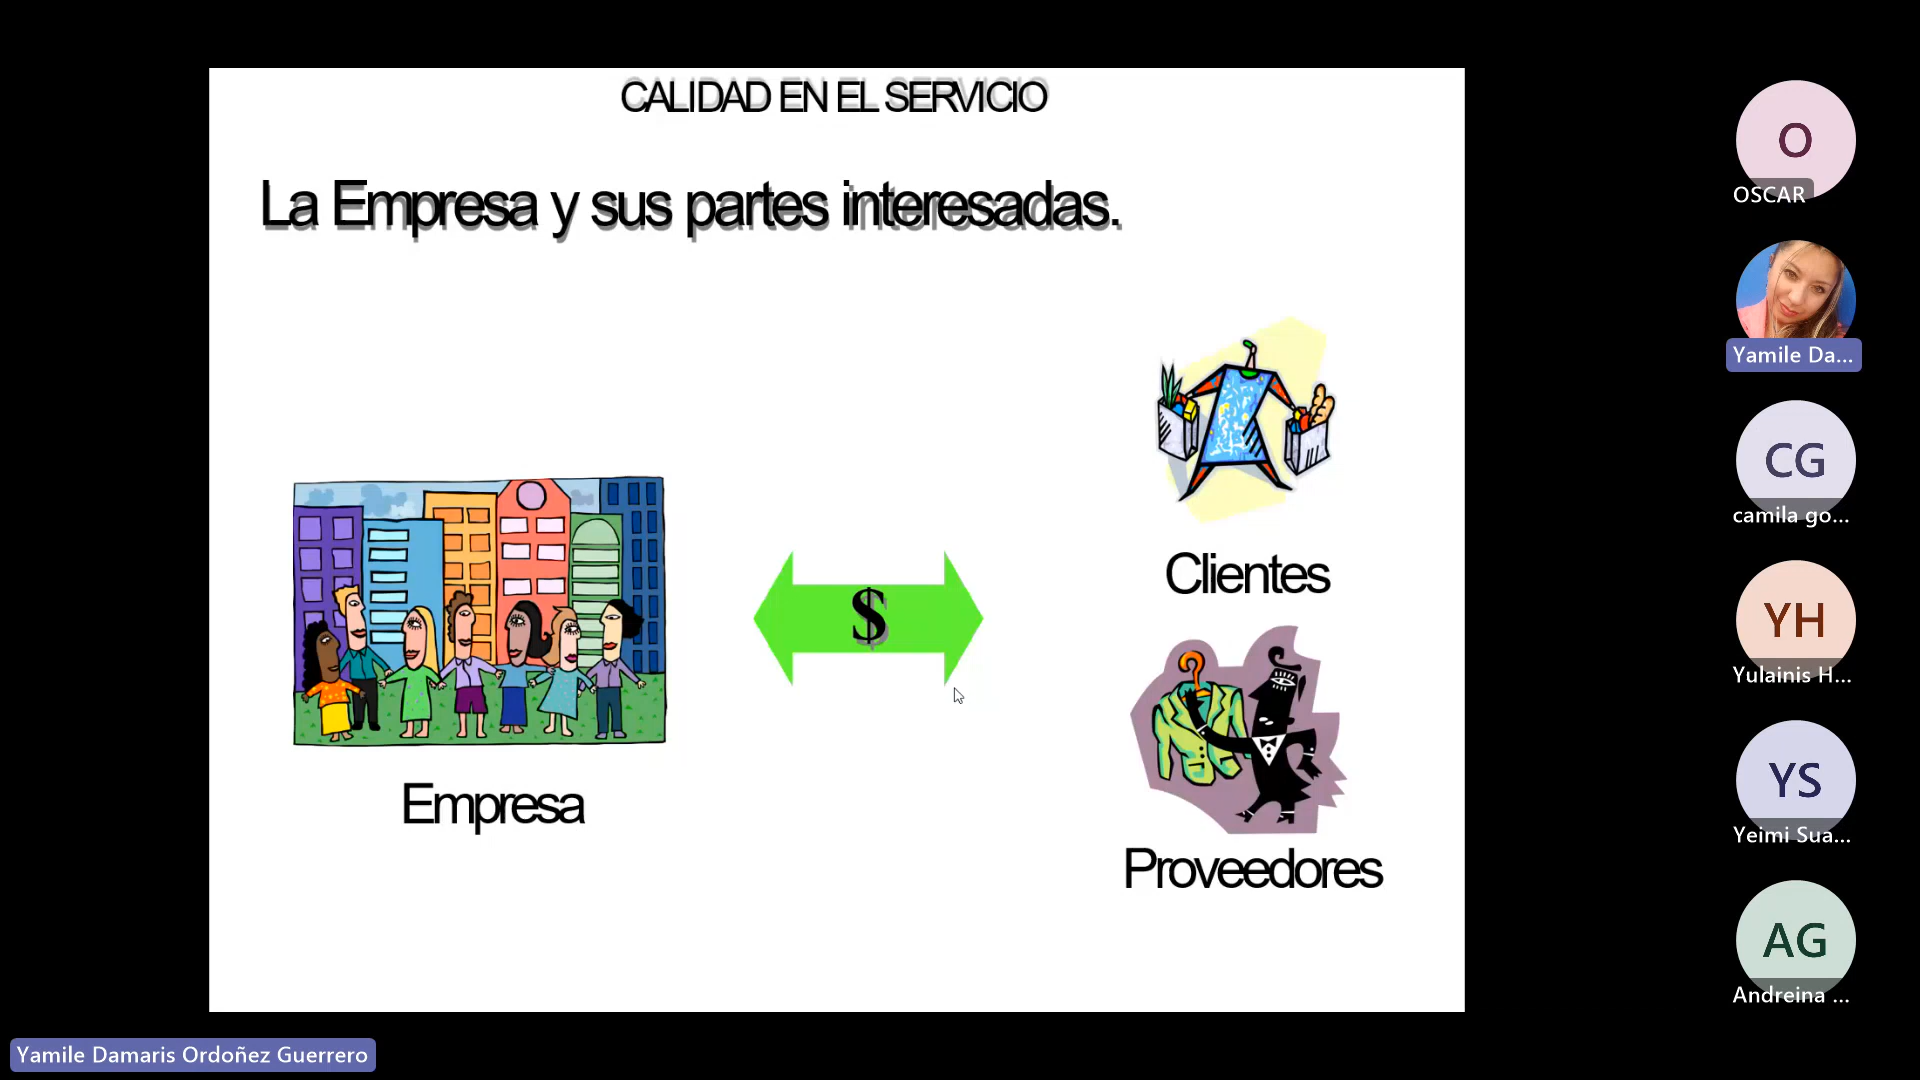 CALIDAD EN EL SERVICIO
La Empresa y sus partes interesadas.
$
Clientes
Empresa
Proveedores
O
OSCAR
Yamile Da...
CG
camila go...
YH
Yulainis H...
YS
Yeimi Sua...
AG
Andreina ...
Yamile Damaris Ordoñez Guerrero